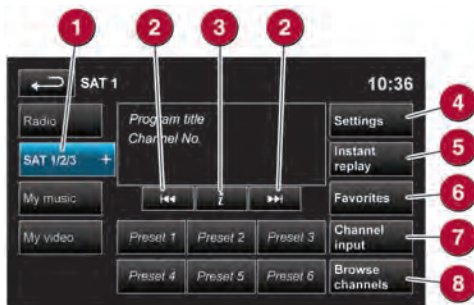 1
2
3
2
SAT 1
10:36
4
Radio
Program title
Channel No.
Settings
5
SAT 1/2/3 +
Instant
replay
6
My music
i
Favorites
7
My video
Preset 1
Preset 2
Preset 3
Channel
input
Preset 4
Preset 5
Preset 6
Browse
channels
8